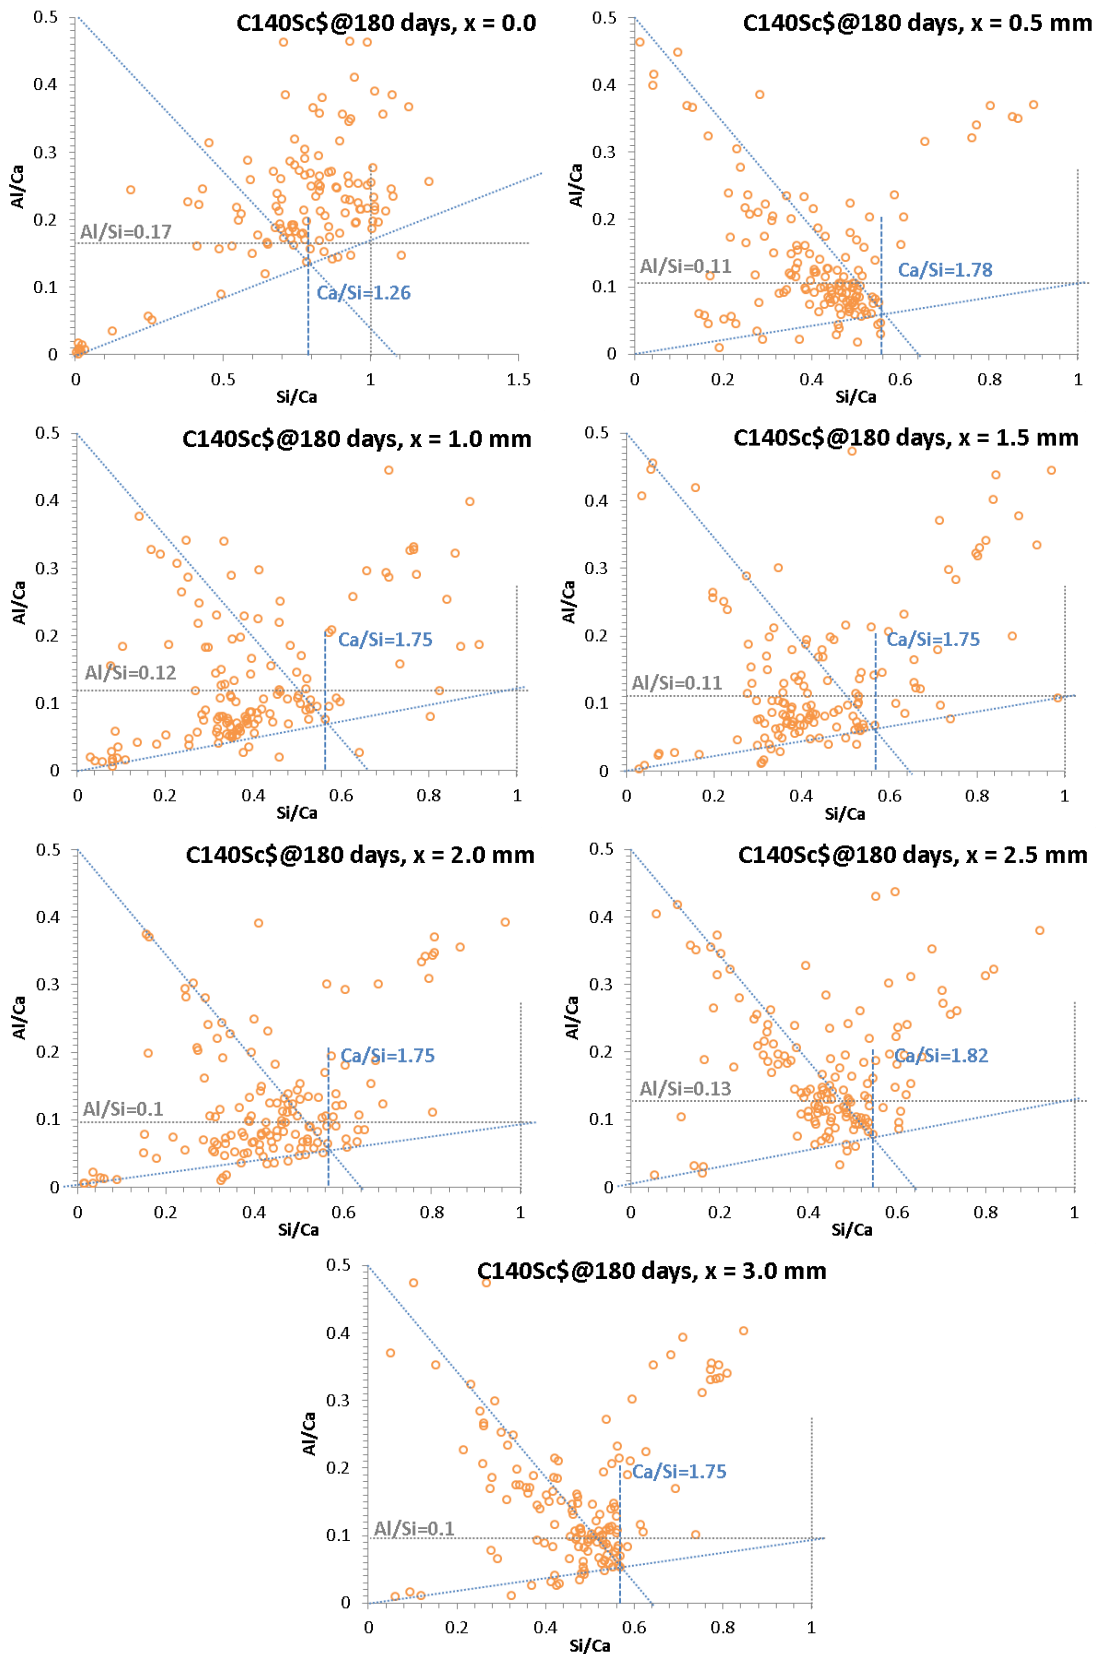 C140Sc$@180 days, x = 0.0
0.5
0.4
0.3
0.2
0.1
0
Al/Ca
Al/Si=0.17
Ca/Si=1.26
0 0.5 1 1.5
Si/Ca
C140Sc$@180 days, x = 0.5 mm
0.5
0.4
0.3
0.2
0.1
0
Al/Ca
Al/Si=0.11
Ca/Si=1.78
0 0.2 0.4 0.6 0.8 1
Si/Ca
C140Sc$@180 days, x = 1.0 mm
0.5
0.4
0.3
0.2
0.1
0
Al/Ca
Ca/Si=1.75
Al/Si=0.12
0 0.2 0.4 0.6 0.8 1
Si/Ca
C140Sc$@180 days, x = 1.5 mm
0.5
0.4
0.3
0.2
0.1
0
Al/Ca
Ca/Si=1.75
Al/Si=0.11
0 0.2 0.4 0.6 0.8 1
Si/Ca
C140Sc$@180 days, x = 2.0 mm
0.5
0.4
0.3
0.2
0.1
0
Al/Ca
Ca/Si=1.75
Al/Si=0.1
0 0.2 0.4 0.6 0.8 1
Si/Ca
C140Sc$@180 days, x = 2.5 mm
0.5
0.4
0.3
0.2
0.1
0
Al/Ca
Ca/Si=1.82
Al/Si=0.13
0 0.2 0.4 0.6 0.8 1
Si/Ca
C140Sc$@180 days, x = 3.0 mm
0.5
0.4
0.3
0.2
0.1
0
Al/Ca
Ca/Si=1.75
Al/Si=0.1
0 0.2 0.4 0.6 0.8 1
Si/Ca